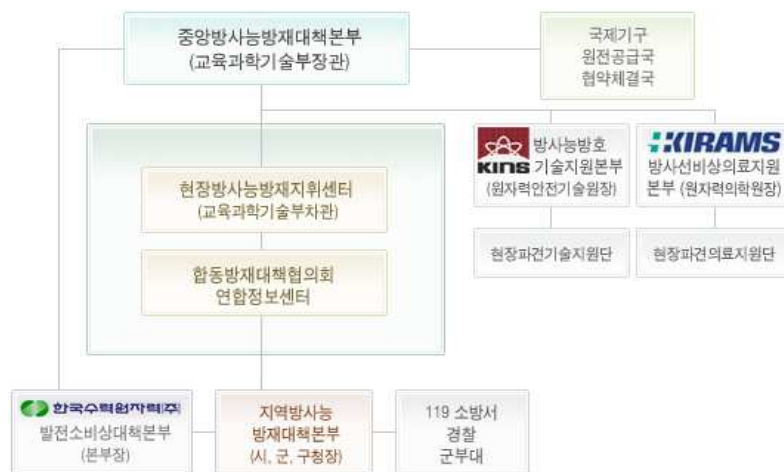 중앙방사능방재대책본부
(교육과학기술부장관)
국제기구
원전공급국
협약체결국
현장방사능방재지휘센터
(교육과학기술부차관)
합동방재대책협의회
연합정보센터
KINS
방사능방호
기술지원본부
(원자력안전기술원장)
KIRAMS
방사선비상의료지원
본부 (원자력의학원장)
현장파견기술지원단
현장파견의료지원단
한국수력원자력(주)
발전소비상대책본부
(본부장)
지역방사능
방재대책본부
(시, 군, 구청장)
119 소방서
경찰
군부대